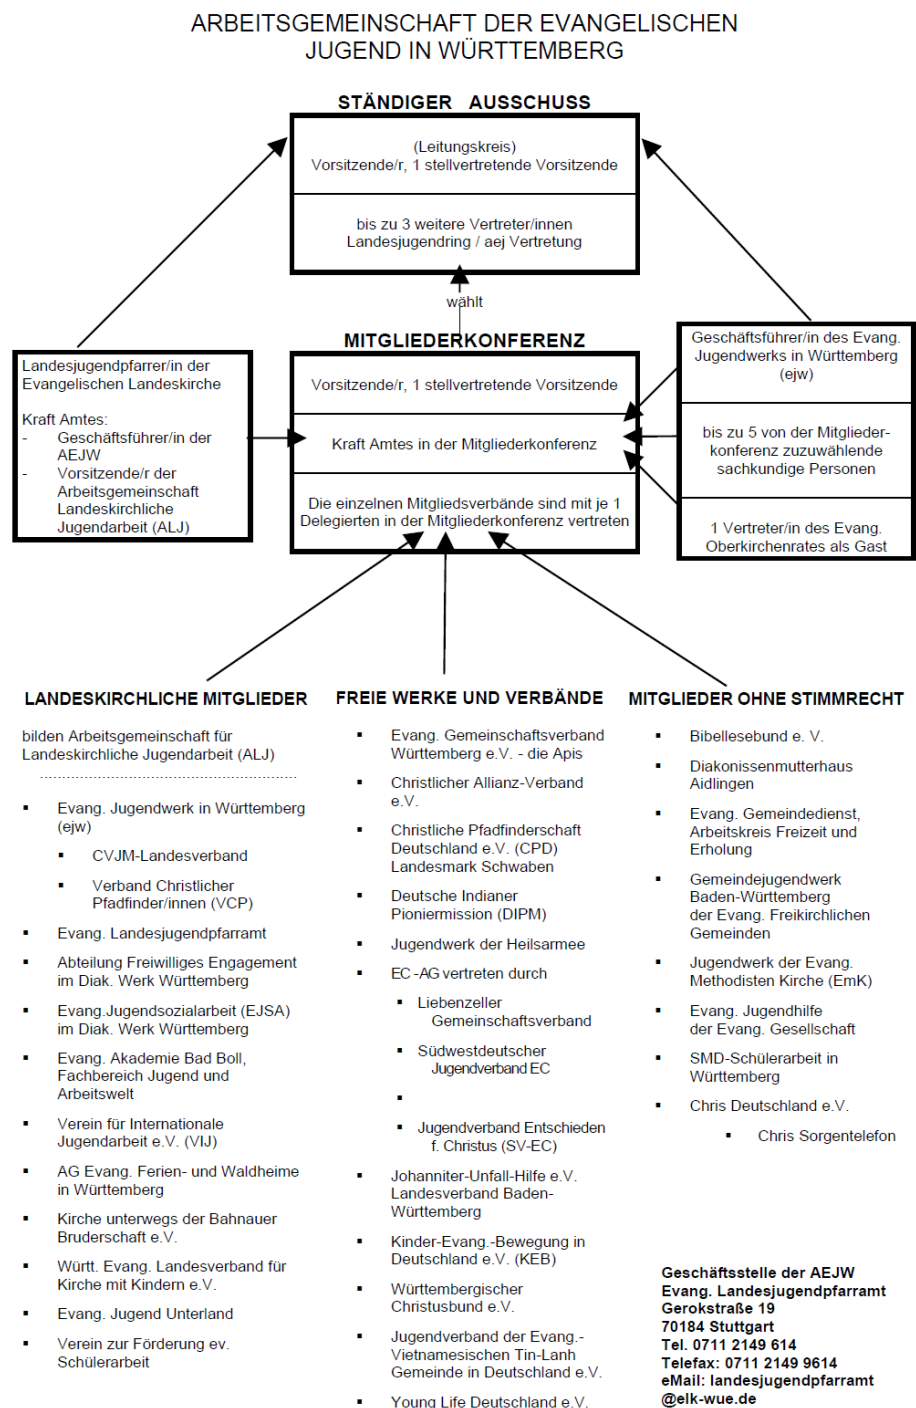 ARBEITSGEMEINSCHAFT DER EVANGELISCHEN
JUGEND IN WÜRTTEMBERG
STÄNDIGER AUSSCHUSS
(Leitungskreis)
Vorsitzende/r, 1 stellvertretende Vorsitzende
bis zu 3 weitere Vertreter/innen
Landesjugendring / aej Vertretung
wählt
MITGLIEDERKONFERENZ
Vorsitzende/r, 1 stellvertretende Vorsitzende
Kraft Amtes in der Mitgliederkonferenz
Die einzelnen Mitgliedsverbände sind mit je 1
Delegierten in der Mitgliederkonferenz vertreten
Landesjugendpfarrer/in der
Evangelischen Landeskirche
Kraft Amtes:
- Geschäftsführer/in der
AEJW
- Vorsitzende/r der
Arbeitsgemeinschaft
Landeskirchliche
Jugendarbeit (ALJ)
Geschäftsführer/in des Evang.
Jugendwerks in Württemberg
(ejw)
bis zu 5 von der Mitglieder-
konferenz zuzuwählende
sachkundige Personen
1 Vertreter/in des Evang.
Oberkirchenrates als Gast
LANDESKIRCHLICHE MITGLIEDER
bilden Arbeitsgemeinschaft für
Landeskirchliche Jugendarbeit (ALJ)
▪ Evang. Jugendwerk in Württemberg
(ejw)
▪ CVJM-Landesverband
▪ Verband Christlicher
Pfadfinder/innen (VCP)
▪ Evang. Landesjugendpfarramt
▪ Abteilung Freiwilliges Engagement
im Diak. Werk Württemberg
▪ Evang.Jugendsozialarbeit (EJSA)
im Diak. Werk Württemberg
▪ Evang. Akademie Bad Boll,
Fachbereich Jugend und
Arbeitswelt
▪ Verein für Internationale
Jugendarbeit e.V. (VIJ)
▪ AG Evang. Ferien- und Waldheime
in Württemberg
▪ Kirche unterwegs der Bahnauer
Bruderschaft e.V.
▪ Württ. Evang. Landesverband für
Kirche mit Kindern e.V.
▪ Evang. Jugend Unterland
▪ Verein zur Förderung ev.
Schülerarbeit
FREIE WERKE UND VERBÄNDE
▪ Evang. Gemeinschaftsverband
Württemberg e.V. - die Apis
▪ Christlicher Allianz-Verband
e.V.
▪ Christliche Pfadfinderschaft
Deutschland e.V. (CPD)
Landesmark Schwaben
▪ Deutsche Indianer
Pioniermission (DIPM)
▪ Jugendwerk der Heilsarmee
▪ EC -AG vertreten durch
▪ Liebenzeller
Gemeinschaftsverband
▪ Südwestdeutscher
Jugendverband EC
▪
▪ Jugendverband Entschieden
f. Christus (SV-EC)
▪ Johanniter-Unfall-Hilfe e.V.
Landesverband Baden-
Württemberg
▪ Kinder-Evang.-Bewegung in
Deutschland e.V. (KEB)
▪ Württembergischer
Christusbund e.V.
▪ Jugendverband der Evang.-
Vietnamesischen Tin-Lanh
Gemeinde in Deutschland e.V.
▪ Young Life Deutschland e.V.
MITGLIEDER OHNE STIMMRECHT
▪ Bibellesebund e. V.
▪ Diakonissenmutterhaus
Aidlingen
▪ Evang. Gemeindedienst,
Arbeitskreis Freizeit und
Erholung
▪ Gemeindejugendwerk
Baden-Württemberg
der Evang. Freikirchlichen
Gemeinden
▪ Jugendwerk der Evang.
Methodisten Kirche (EmK)
▪ Evang. Jugendhilfe
der Evang. Gesellschaft
▪ SMD-Schülerarbeit in
Württemberg
▪ Chris Deutschland e.V.
▪ Chris Sorgentelefon
Geschäftsstelle der AEJW
Evang. Landesjugendpfarramt
Gerokstraße 19
70184 Stuttgart
Tel. 0711 2149 614
Telefax: 0711 2149 9614
eMail: landesjugendpfarramt
@elk-wue.de